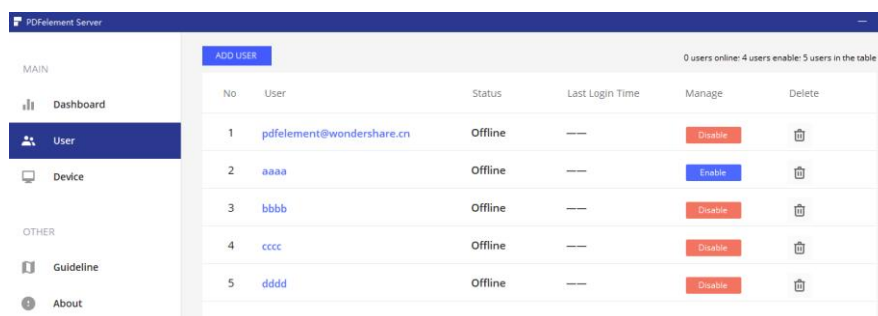 PDFelement Server
MAIN
Dashboard
User
Device
OTHER
Guideline
About
ADD USER
0 users online: 4 users enable: 5 users in the table
No User Status Last Login Time Manage Delete
1 pdfelement@wondershare.cn Offline —— Disable
2 aaaa Offline —— Enable
3 bbbb Offline —— Disable
4 cccc Offline —— Disable
5 dddd Offline —— Disable